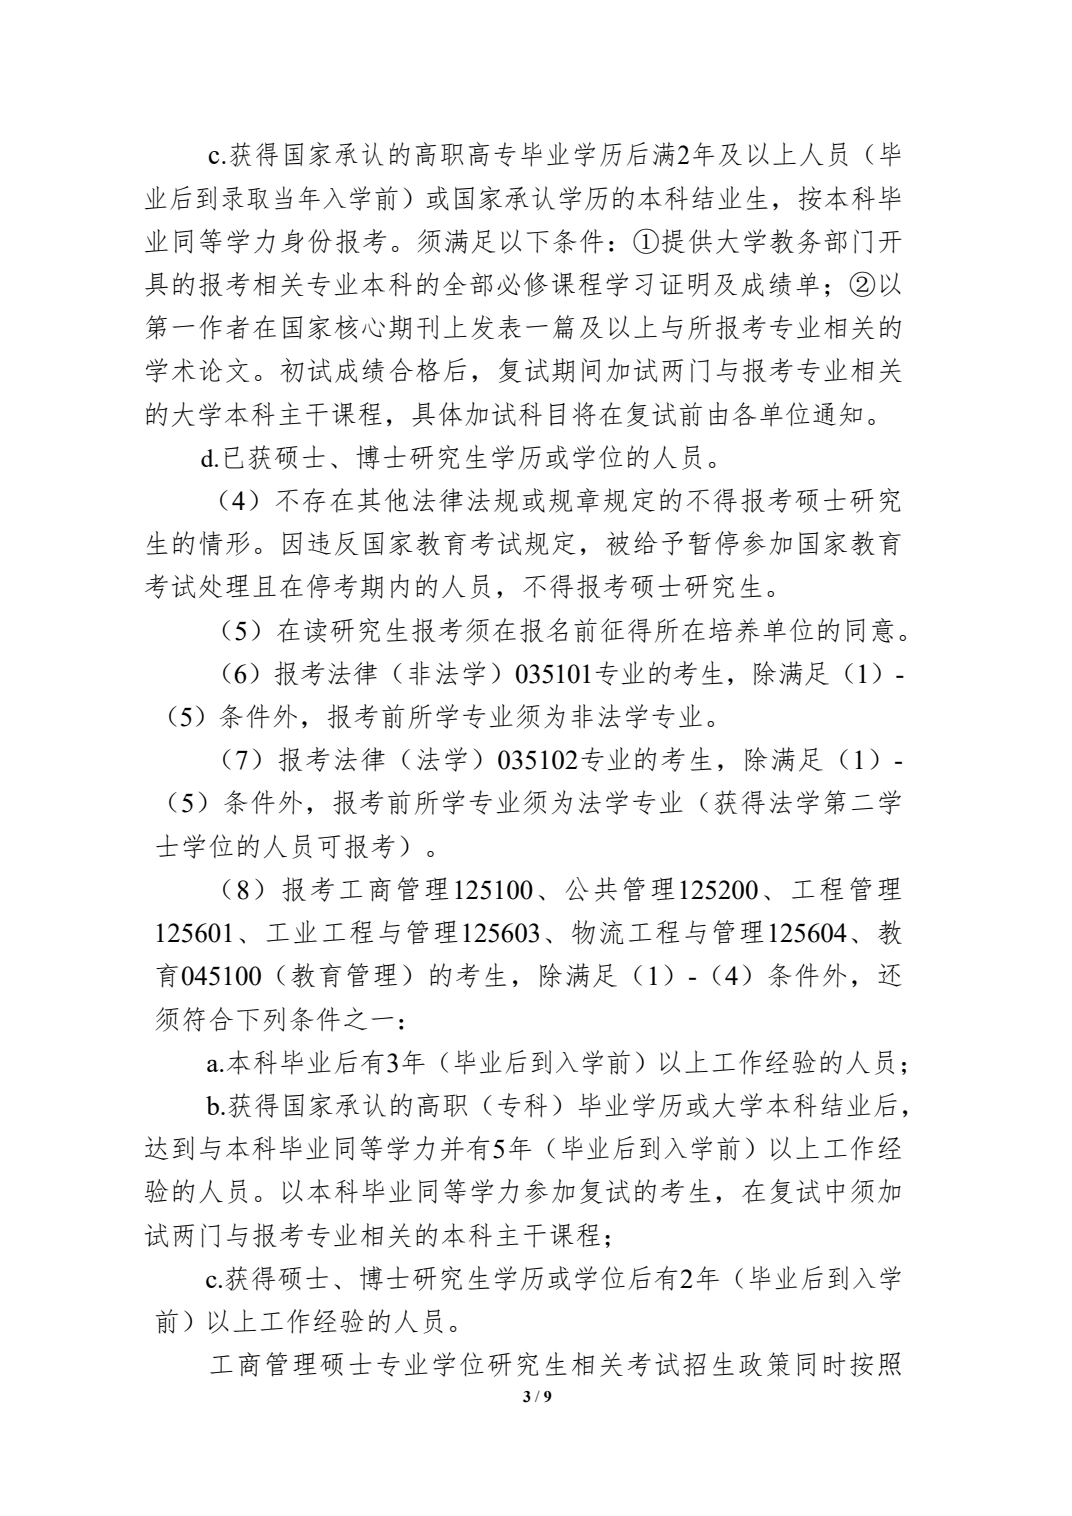 c.获得国家承认的高职高专毕业学历后满2年及以上人员（毕
业后到录取当年入学前）或国家承认学历的本科结业生，按本科毕
业同等学力身份报考。须满足以下条件：①提供大学教务部门开
具的报考相关专业本科的全部必修课程学习证明及成绩单；②以
第一作者在国家核心期刊上发表一篇及以上与所报考专业相关的
学术论文。初试成绩合格后，复试期间加试两门与报考专业相关
的大学本科主干课程，具体加试科目将在复试前由各单位通知。
d.已获硕士、博士研究生学历或学位的人员。
（4）不存在其他法律法规或规章规定的不得报考硕士研究
生的情形。因违反国家教育考试规定，被给予暂停参加国家教育
考试处理且在停考期内的人员，不得报考硕士研究生。
（5）在读研究生报考须在报名前征得所在培养单位的同意。
（6）报考法律（非法学）035101专业的考生，除满足（1）-
（5）条件外，报考前所学专业须为非法学专业。
（7）报考法律（法学）035102专业的考生，除满足（1）-
（5）条件外，报考前所学专业须为法学专业（获得法学第二学
士学位的人员可报考）。
（8）报考工商管理125100、公共管理125200、工程管理
125601、工业工程与管理125603、物流工程与管理125604、教
育045100（教育管理）的考生，除满足（1）-（4）条件外，还
须符合下列条件之一：
a.本科毕业后有3年（毕业后到入学前）以上工作经验的人员；
b.获得国家承认的高职（专科）毕业学历或大学本科结业后，
达到与本科毕业同等学力并有5年（毕业后到入学前）以上工作经
验的人员。以本科毕业同等学力参加复试的考生，在复试中须加
试两门与报考专业相关的本科主干课程；
c.获得硕士、博士研究生学历或学位后有2年（毕业后到入学
前）以上工作经验的人员。
工商管理硕士专业学位研究生相关考试招生政策同时按照
3 / 9